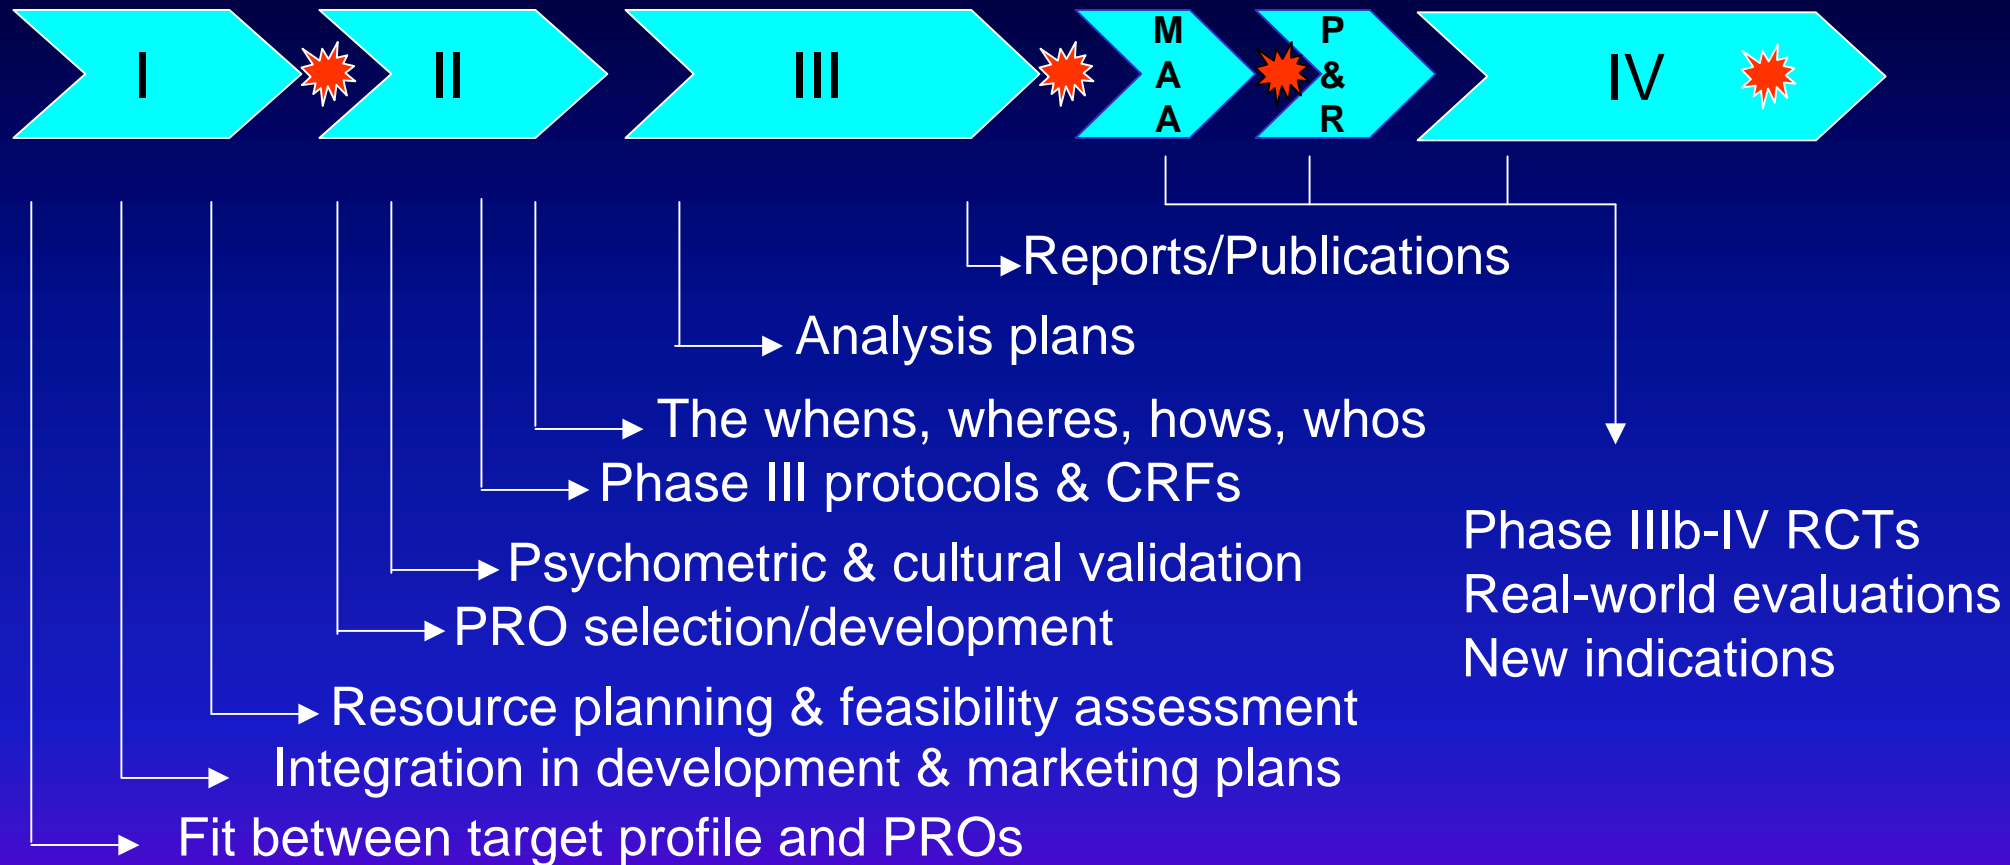 I
II
III
M
A
A
P
&
R
IV
Reports/Publications
Analysis plans
The whens, wheres, hows, whos
Phase III protocols & CRFs
Psychometric & cultural validation
PRO selection/development
Resource planning & feasibility assessment
Integration in development & marketing plans
Fit between target profile and PROs
Phase IIIb-IV RCTs
Real-world evaluations
New indications